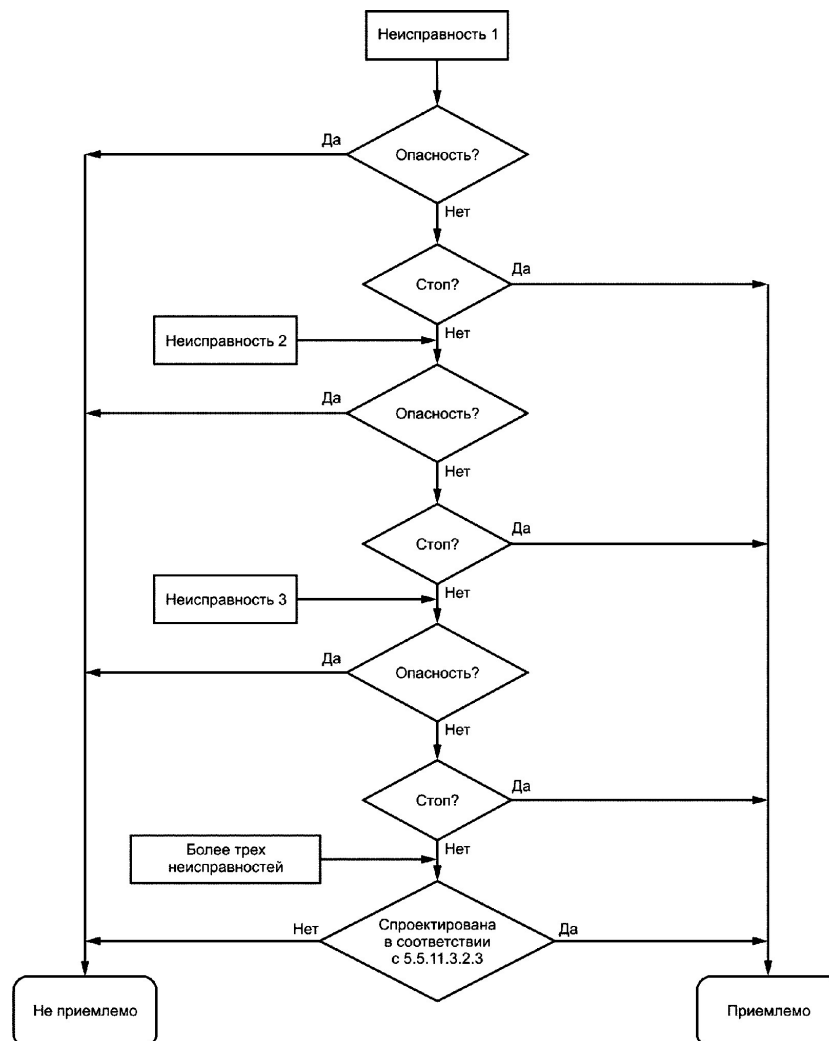 Неисправность 1
Да
Опасность?
Нет
Стоп?
Да
Неисправность 2
Нет
Да
Опасность?
Нет
Стоп?
Да
Неисправность 3
Нет
Да
Опасность?
Нет
Стоп?
Да
Более трех
неисправностей
Нет
Нет
Спроектирована
в соответствии
с 5.5.11.3.2.3
Да
Не приемлемо
Приемлемо